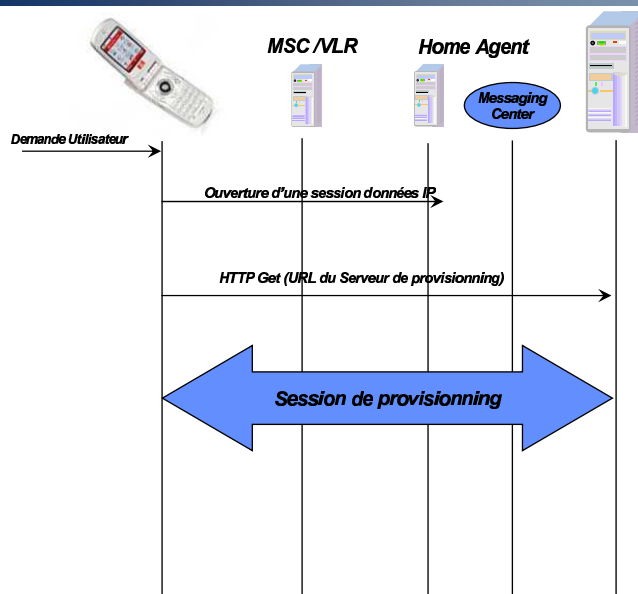 MSC /VLR
Home Agent
Messaging
Center
Demande Utilisateur
Ouverture d'une session données IP
HTTP Get (URL du Serveur de provisionning)
Session de provisionning